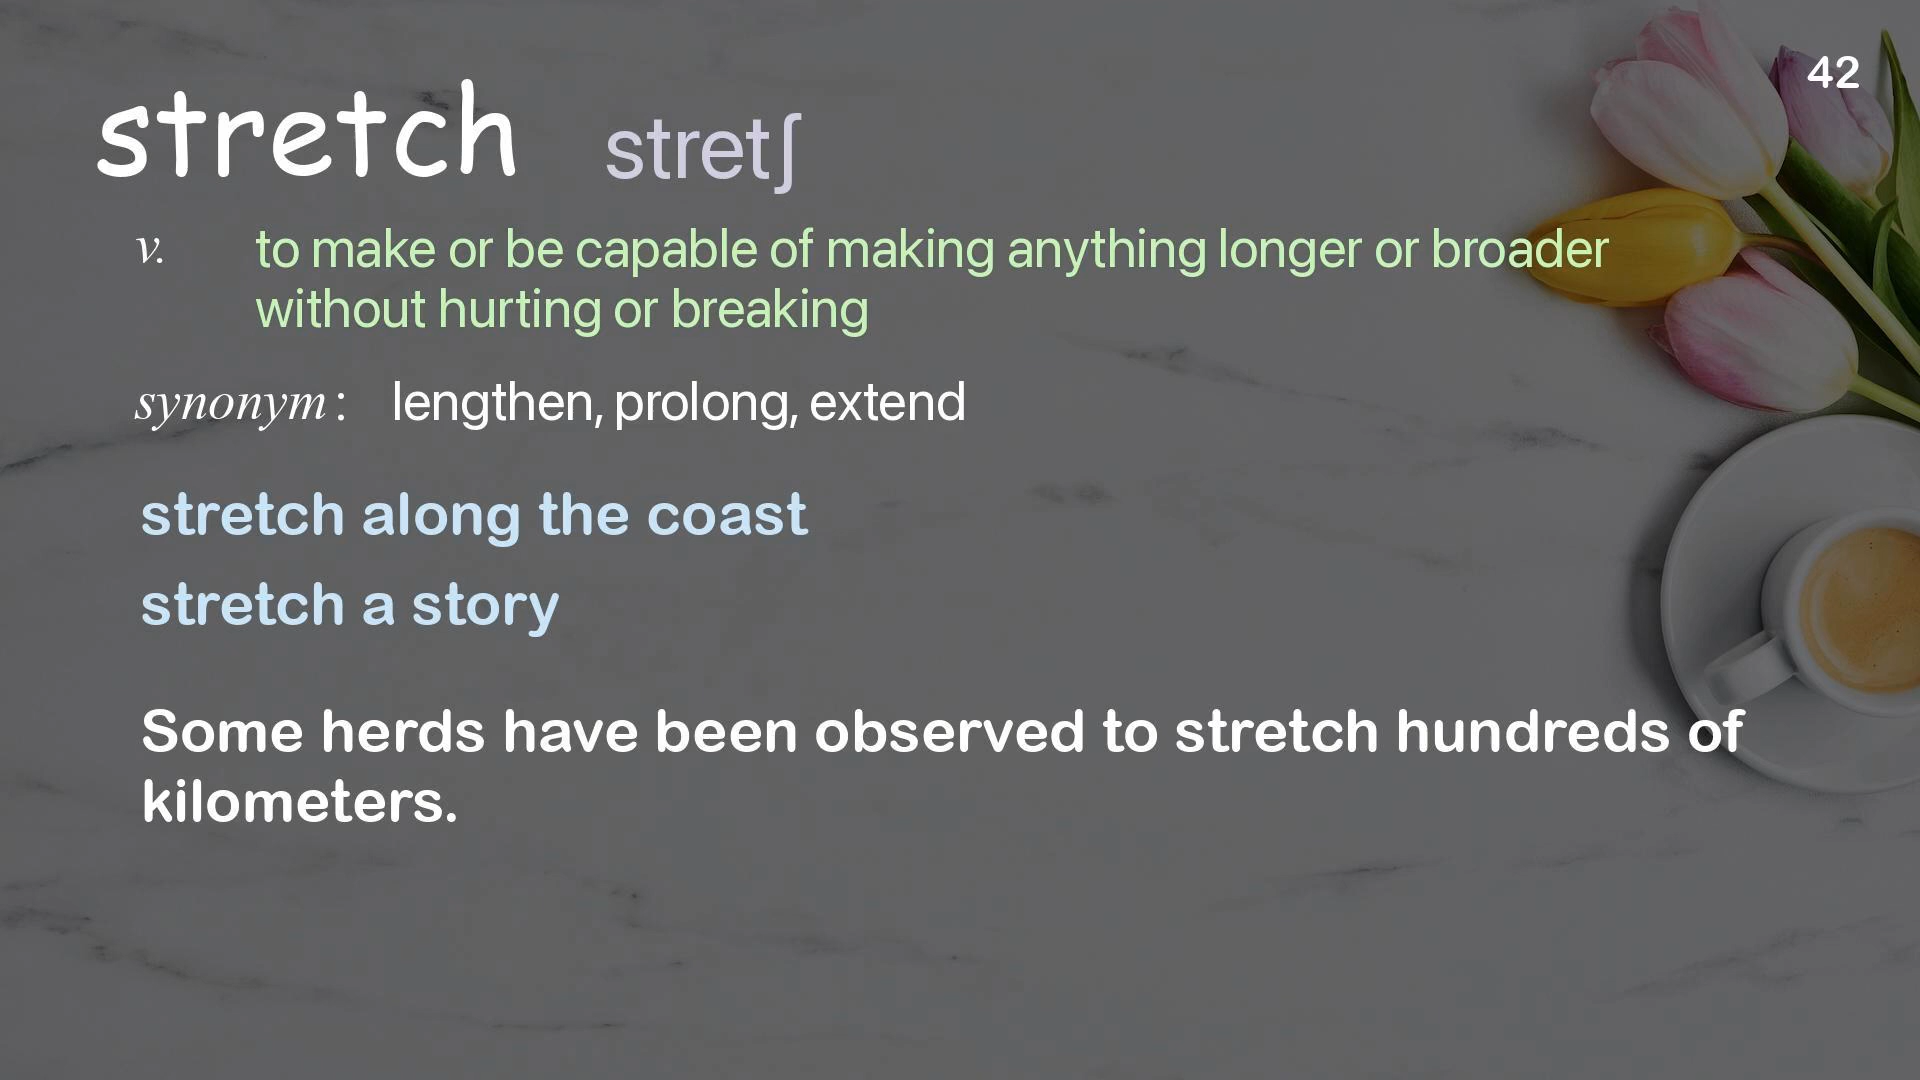 42
stretch stretʃ
v. to make or be capable of making anything longer or broader
without hurting or breaking
synonym : lengthen, prolong, extend
stretch along the coast
stretch a story
Some herds have been observed to stretch hundreds of
kilometers.